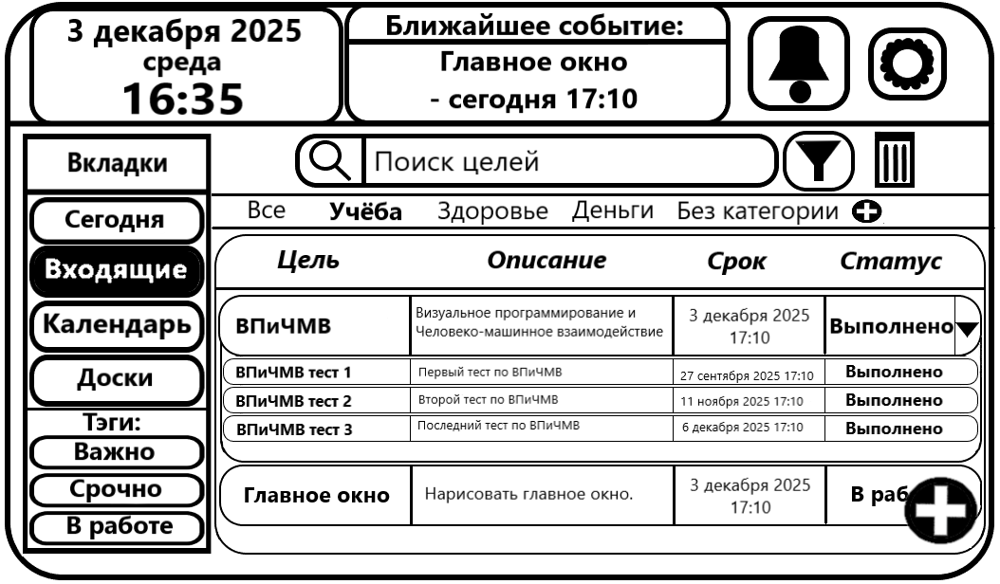 3 декабря 2025
среда
16:35
Ближайшее событие:
Главное окно
- сегодня 17:10
Вкладки
Сегодня
Входящие
Календарь
Доски
Тэги:
Важно
Срочно
В работе
Поиск целей
Все Учёба Здоровье Деньги Без категории
Цель Описание Срок Статус
ВПиЧМВ
Визуальное программирование и
Человеко-машинное взаимодействие
3 декабря 2025
17:10
Выполнено
ВПиЧМВ тест 1 Первый тест по ВПиЧМВ 27 сентября 2025 17:10 Выполнено
ВПиЧМВ тест 2 Второй тест по ВПиЧМВ 11 ноября 2025 17:10 Выполнено
ВПиЧМВ тест 3 Последний тест по ВПиЧМВ 6 декабря 2025 17:10 Выполнено
Главное окно
Нарисовать главное окно.
3 декабря 2025
17:10
В раб